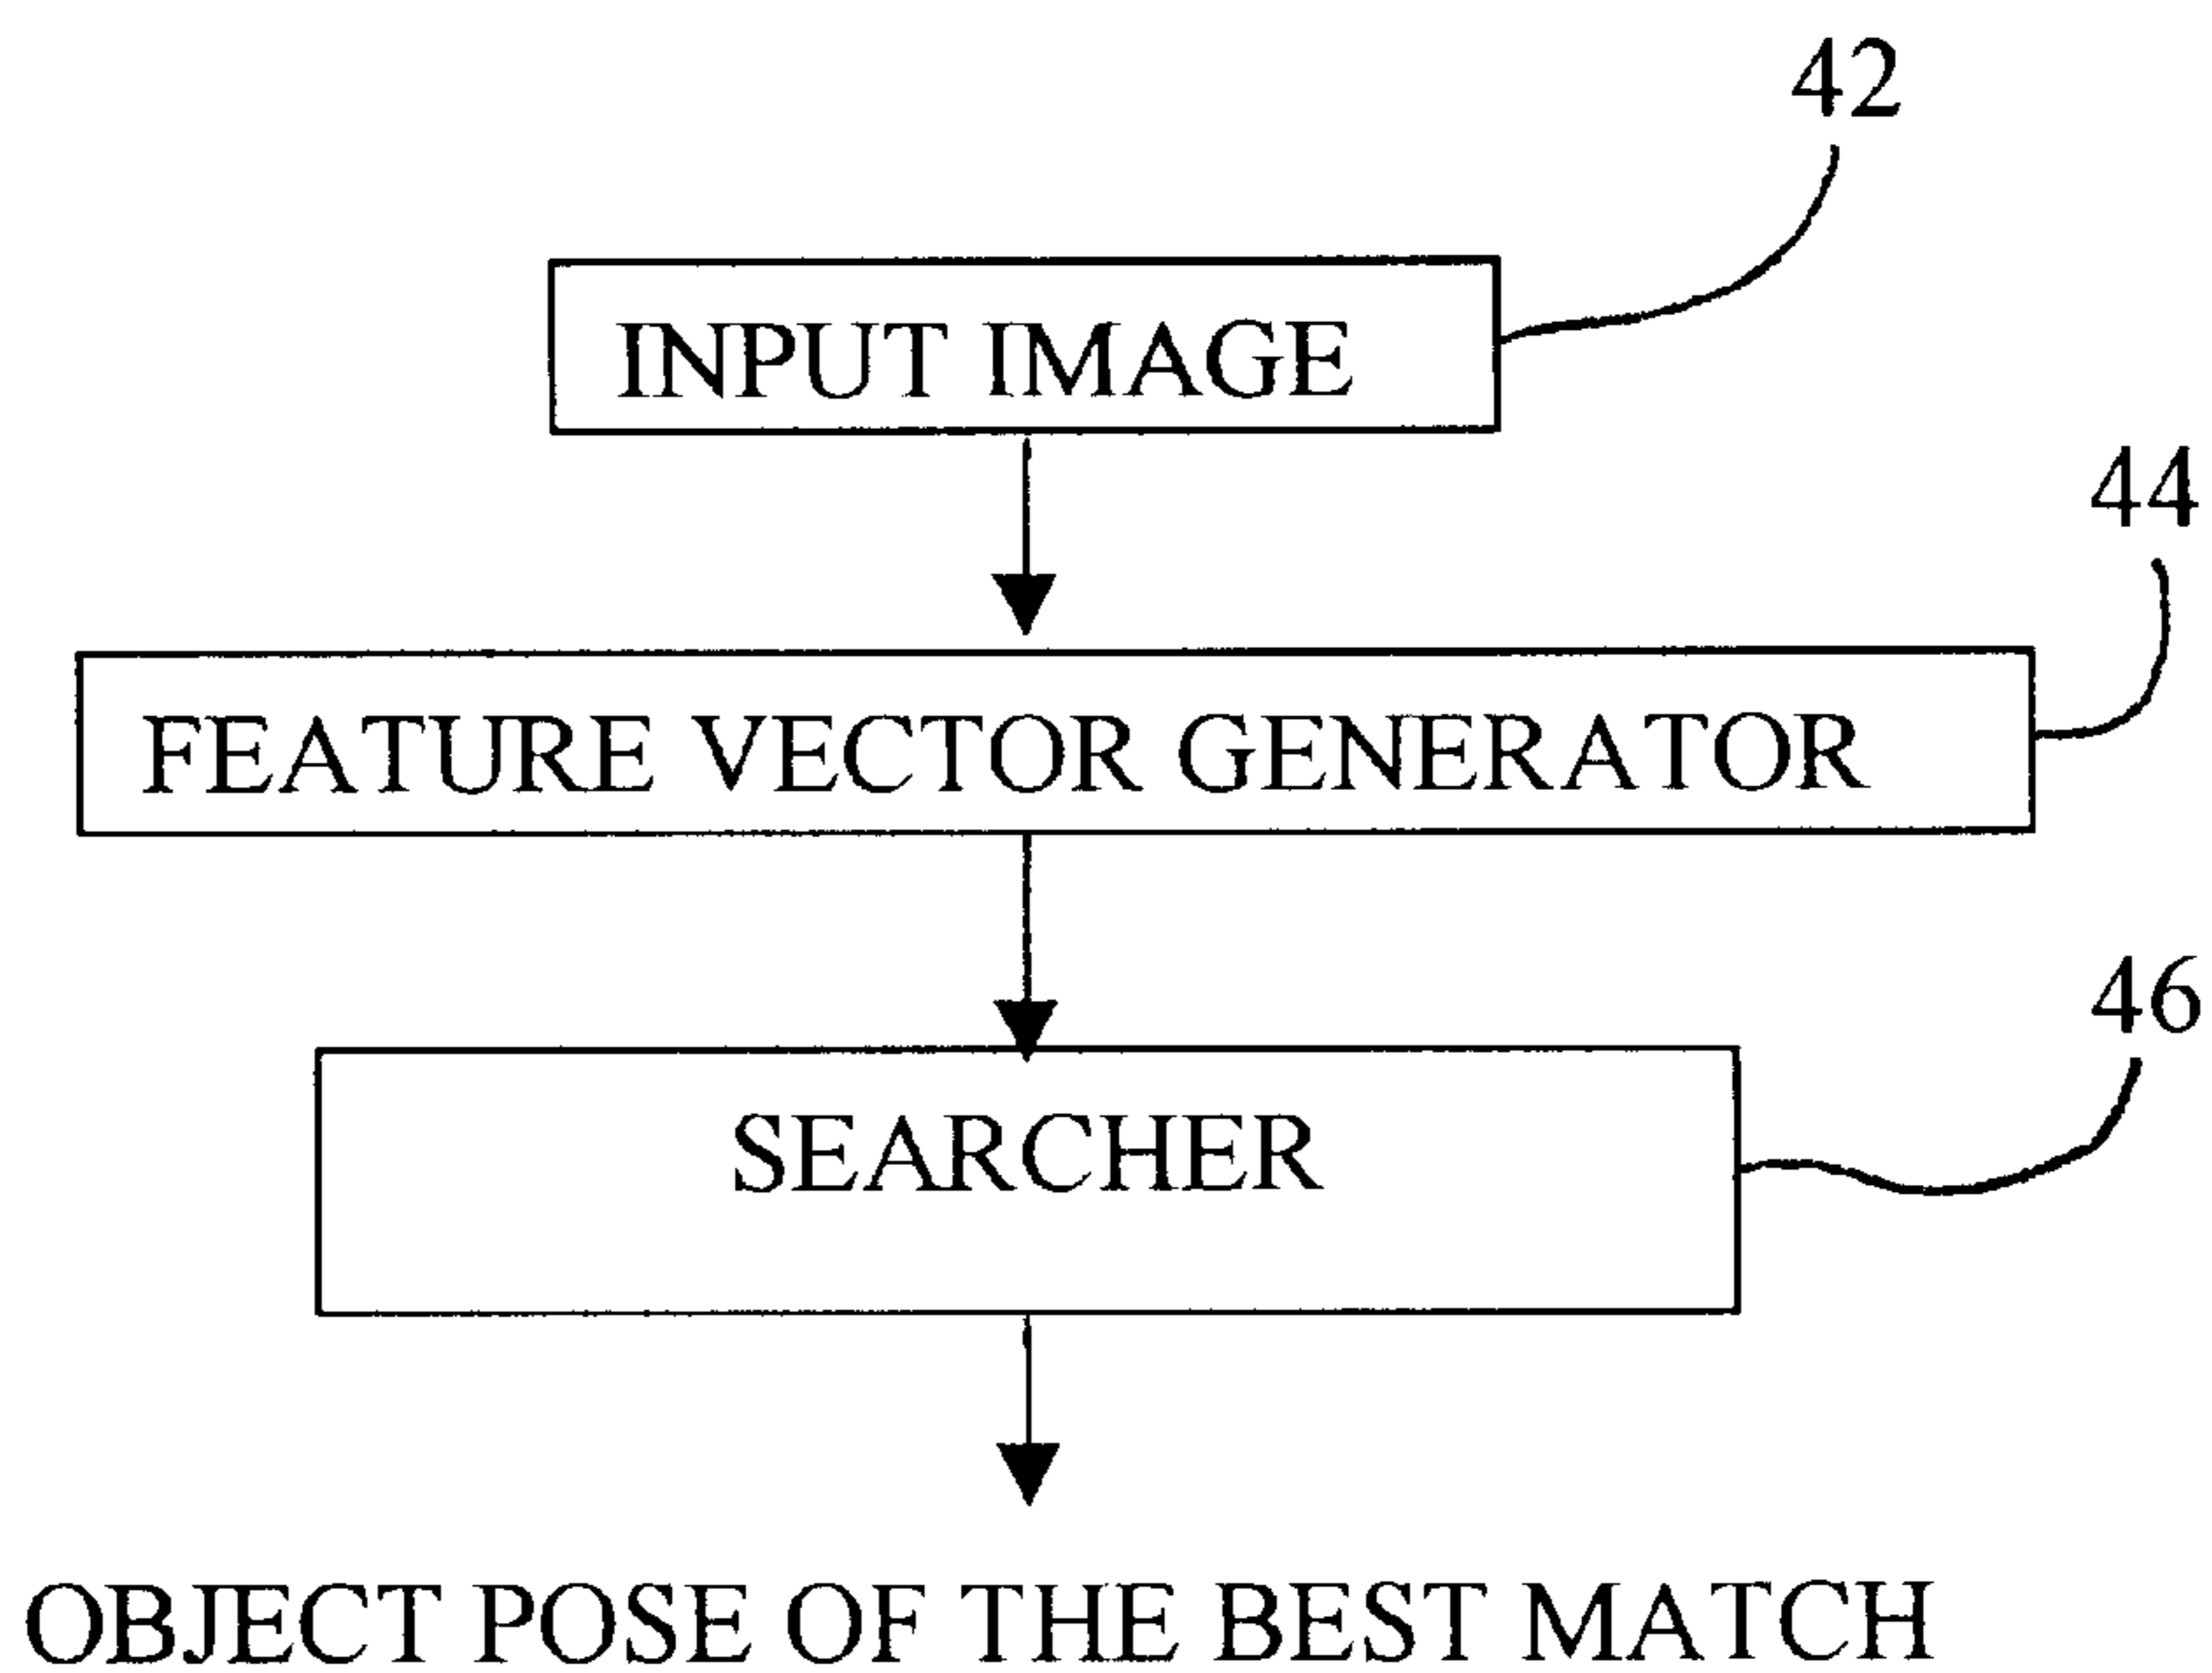 42
INPUT IMAGE
44
FEATURE VECTOR GENERATOR
46
SEARCHER
OBJECT POSE OF THE BEST MATCH